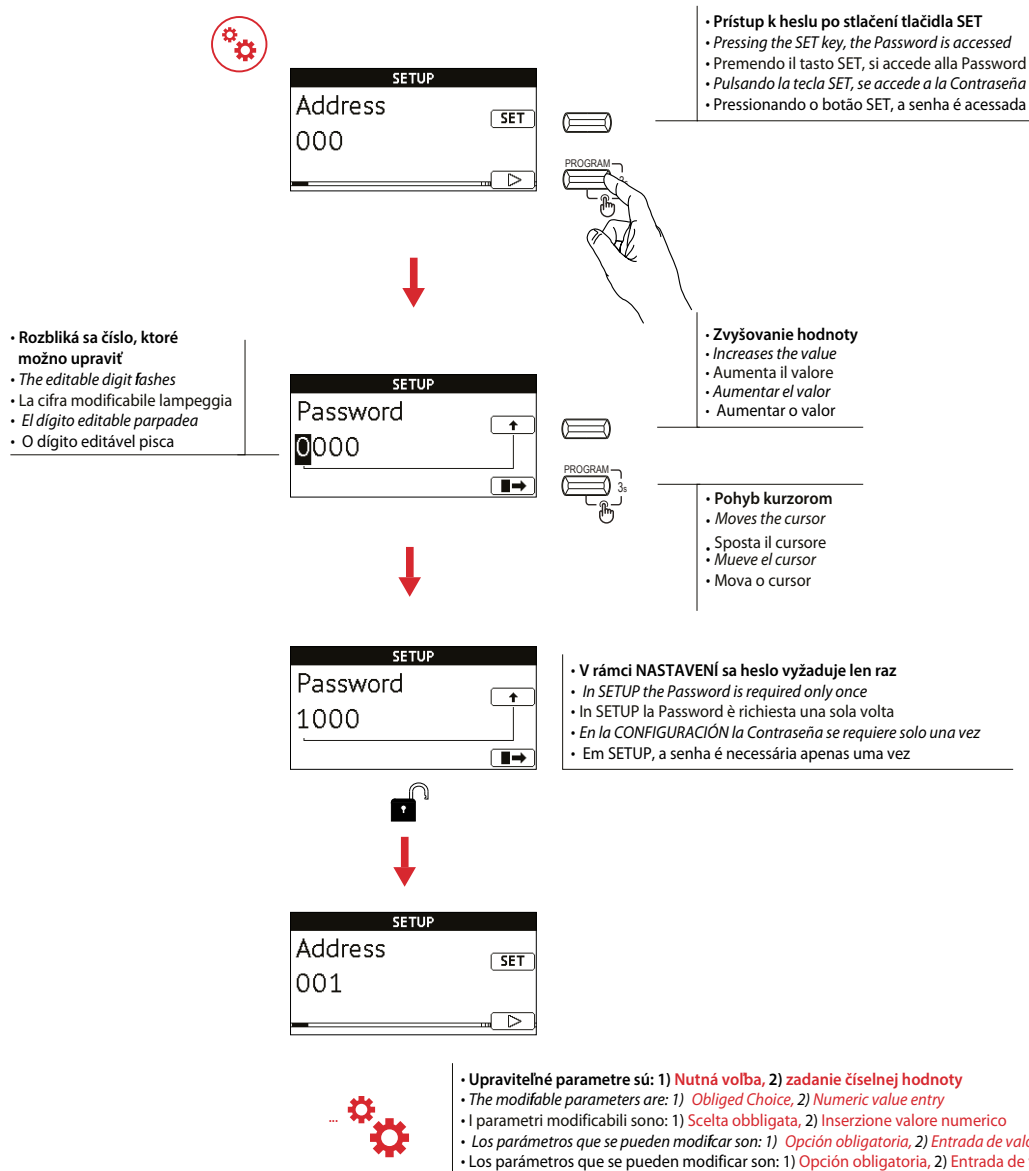 • Prístup k heslu po stlačení tlačidla SET
• Pressing the SET key, the Password is accessed
• Premendo il tasto SET, si accede alla Password
• Pulsando la tecla SET, se accede a la Contraseña
• Pressionando o botão SET, a senha é acessada
SETUP
Address
SET
000
PROGRAM
• Rozbliká sa číslo, ktoré
možno upraviť
• The editable digit fashes
• La cifra modificabile lampeggia
• El dígito editable parpadea
• O dígito editável pisca
SETUP
Password
0000
PROGRAM
3s
• Zvyšovanie hodnoty
• Increases the value
• Aumenta il valore
• Aumentar el valor
• Aumentar o valor
• Pohyb kurzorom
• Moves the cursor
• Sposta il cursore
• Mueve el cursor
• Mova o cursor
SETUP
Password
1000
• V rámci NASTAVENÍ sa heslo vyžaduje len raz
• In SETUP the Password is required only once
• In SETUP la Password è richiesta una sola volta
• En la CONFIGURACIÓN la Contraseña se requiere solo una vez
• Em SETUP, a senha é necessária apenas uma vez
SETUP
Address
SET
001
...
• Upraviteľné parametre sú: 1) Nutná voľba, 2) zadanie číselnej hodnoty
• The modifable parameters are: 1) Obliged Choice, 2) Numeric value entry
• I parametri modificabili sono: 1) Scelta obbligata, 2) Inserzione valore numerico
• Los parámetros que se pueden modifcar son: 1) Opción obligatoria, 2) Entrada de
• Los parámetros que se pueden modificar son: 1) Opción obligatoria, 2) Entrada de